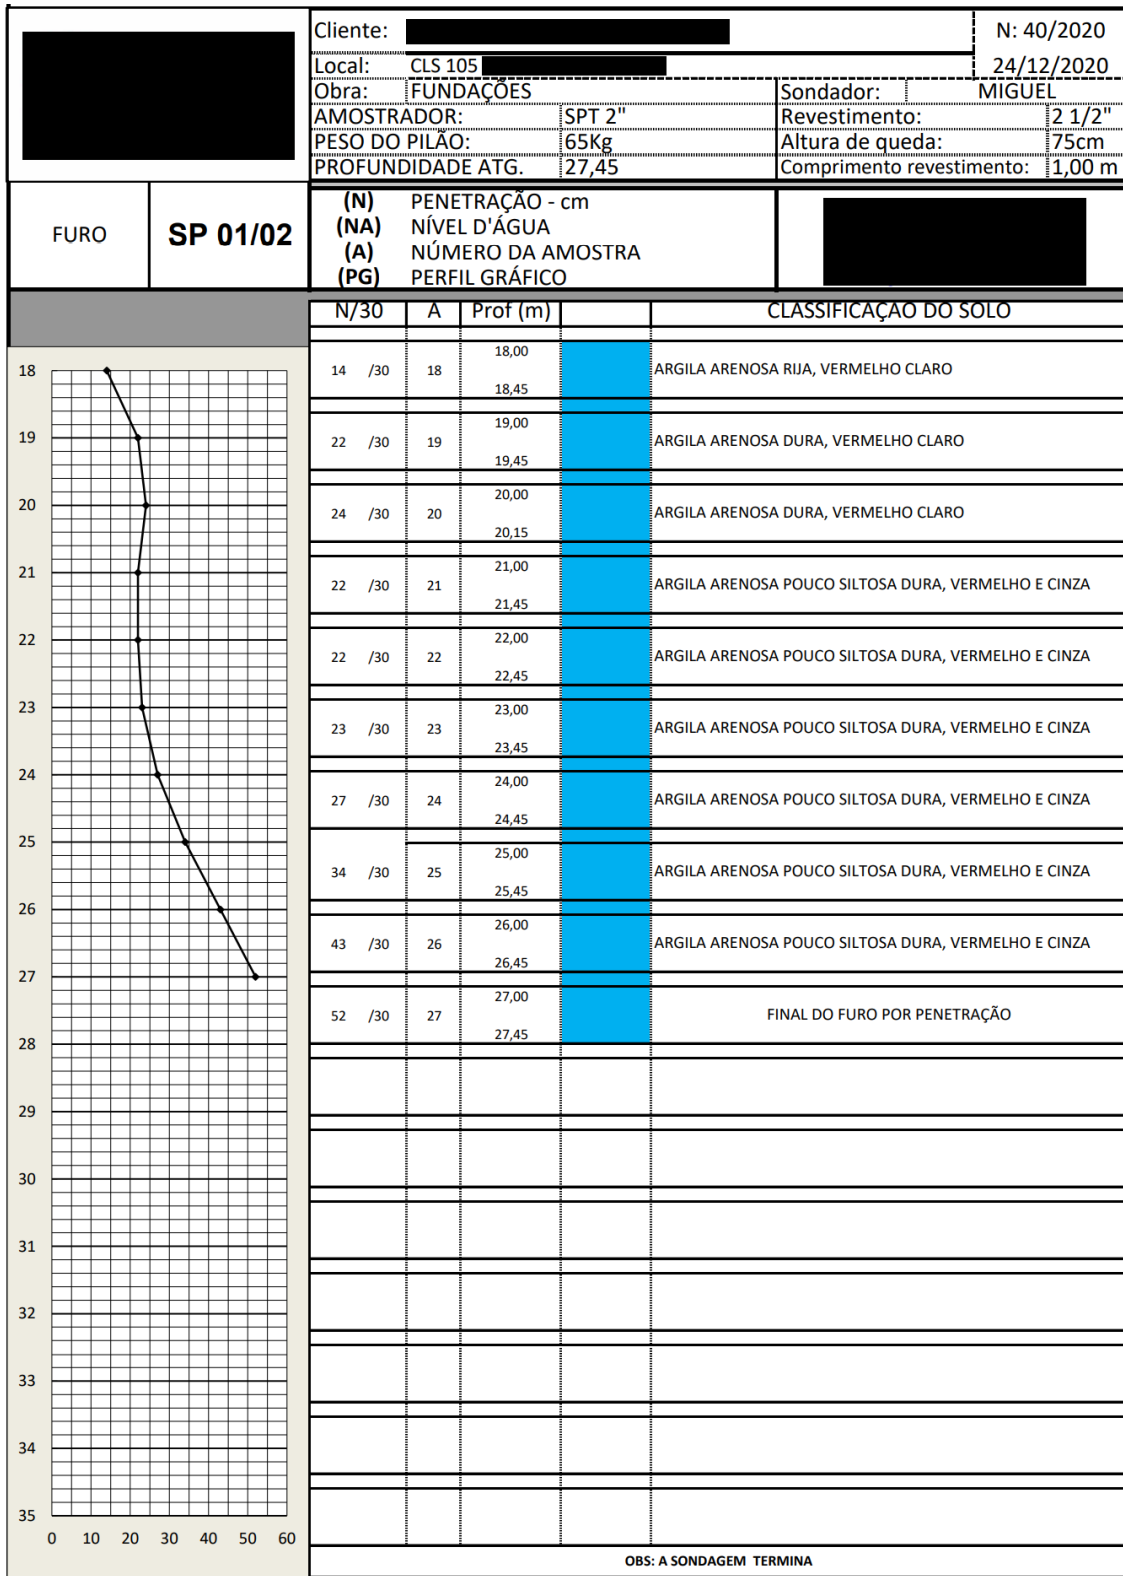 Cliente:
N: 40/2020
Local: CLS 105
24/12/2020
Obra: FUNDAÇÕES Sondador: MIGUEL
AMOSTRADOR: SPT 2" Revestimento: 2 1/2"
PESO DO PILÃO: 65Kg Altura de queda: 75cm
PROFUNDIDADE ATG. 27,45 Comprimento revestimento: 1,00 m
FURO SP 01/02
(N) PENETRAÇÃO - cm
(NA) NÍVEL D'ÁGUA
(A) NÚMERO DA AMOSTRA
(PG) PERFIL GRÁFICO
N/30 A Prof (m) CLASSIFICAÇÃO DO SOLO
14 /30 18 18,00 18,45 ARGILA ARENOSA RIJA, VERMELHO CLARO
22 /30 19 19,00 19,45 ARGILA ARENOSA DURA, VERMELHO CLARO
24 /30 20 20,00 20,15 ARGILA ARENOSA DURA, VERMELHO CLARO
22 /30 21 21,00 21,45 ARGILA ARENOSA POUCO SILTOSA DURA, VERMELHO E CINZA
22 /30 22 22,00 22,45 ARGILA ARENOSA POUCO SILTOSA DURA, VERMELHO E CINZA
23 /30 23 23,00 23,45 ARGILA ARENOSA POUCO SILTOSA DURA, VERMELHO E CINZA
27 /30 24 24,00 24,45 ARGILA ARENOSA POUCO SILTOSA DURA, VERMELHO E CINZA
34 /30 25 25,00 25,45 ARGILA ARENOSA POUCO SILTOSA DURA, VERMELHO E CINZA
43 /30 26 26,00 26,45 ARGILA ARENOSA POUCO SILTOSA DURA, VERMELHO E CINZA
52 /30 27 27,00 27,45 FINAL DO FURO POR PENETRAÇÃO
18
19
20
21
22
23
24
25
26
27
28
29
30
31
32
33
34
35
0 10 20 30 40 50 60
OBS: A SONDAGEM TERMINA